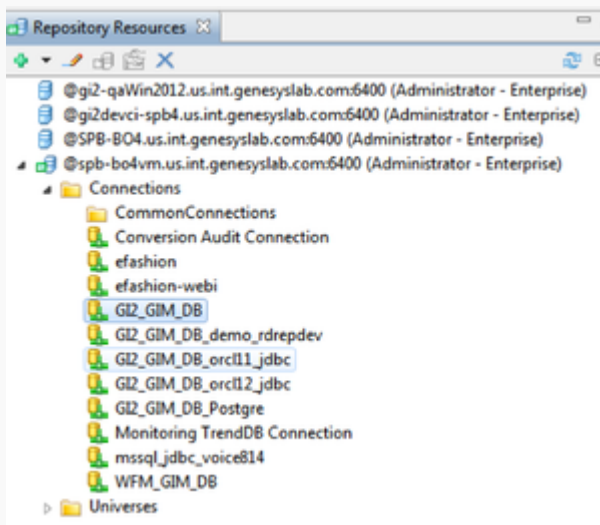 Repository Resources
@gi2-qaWin2012.us.int.genesyslab.com:6400 (Administrator - Enterprise)
@gi2devci-spb4.us.int.genesyslab.com:6400 (Administrator - Enterprise)
@SPB-BO4.us.int.genesyslab.com:6400 (Administrator - Enterprise)
@spb-bo4vm.us.int.genesyslab.com:6400 (Administrator - Enterprise)
Connections
CommonConnections
Conversion Audit Connection
efashion
efashion-webi
GI2_GIM_DB
GI2_GIM_DB_demo_rdrepdev
GI2_GIM_DB_orcl11_jdbc
GI2_GIM_DB_orcl12_jdbc
GI2_GIM_DB_Postgre
Monitoring TrendDB Connection
mssql_jdbc_voice814
WFM_GIM_DB
Universes